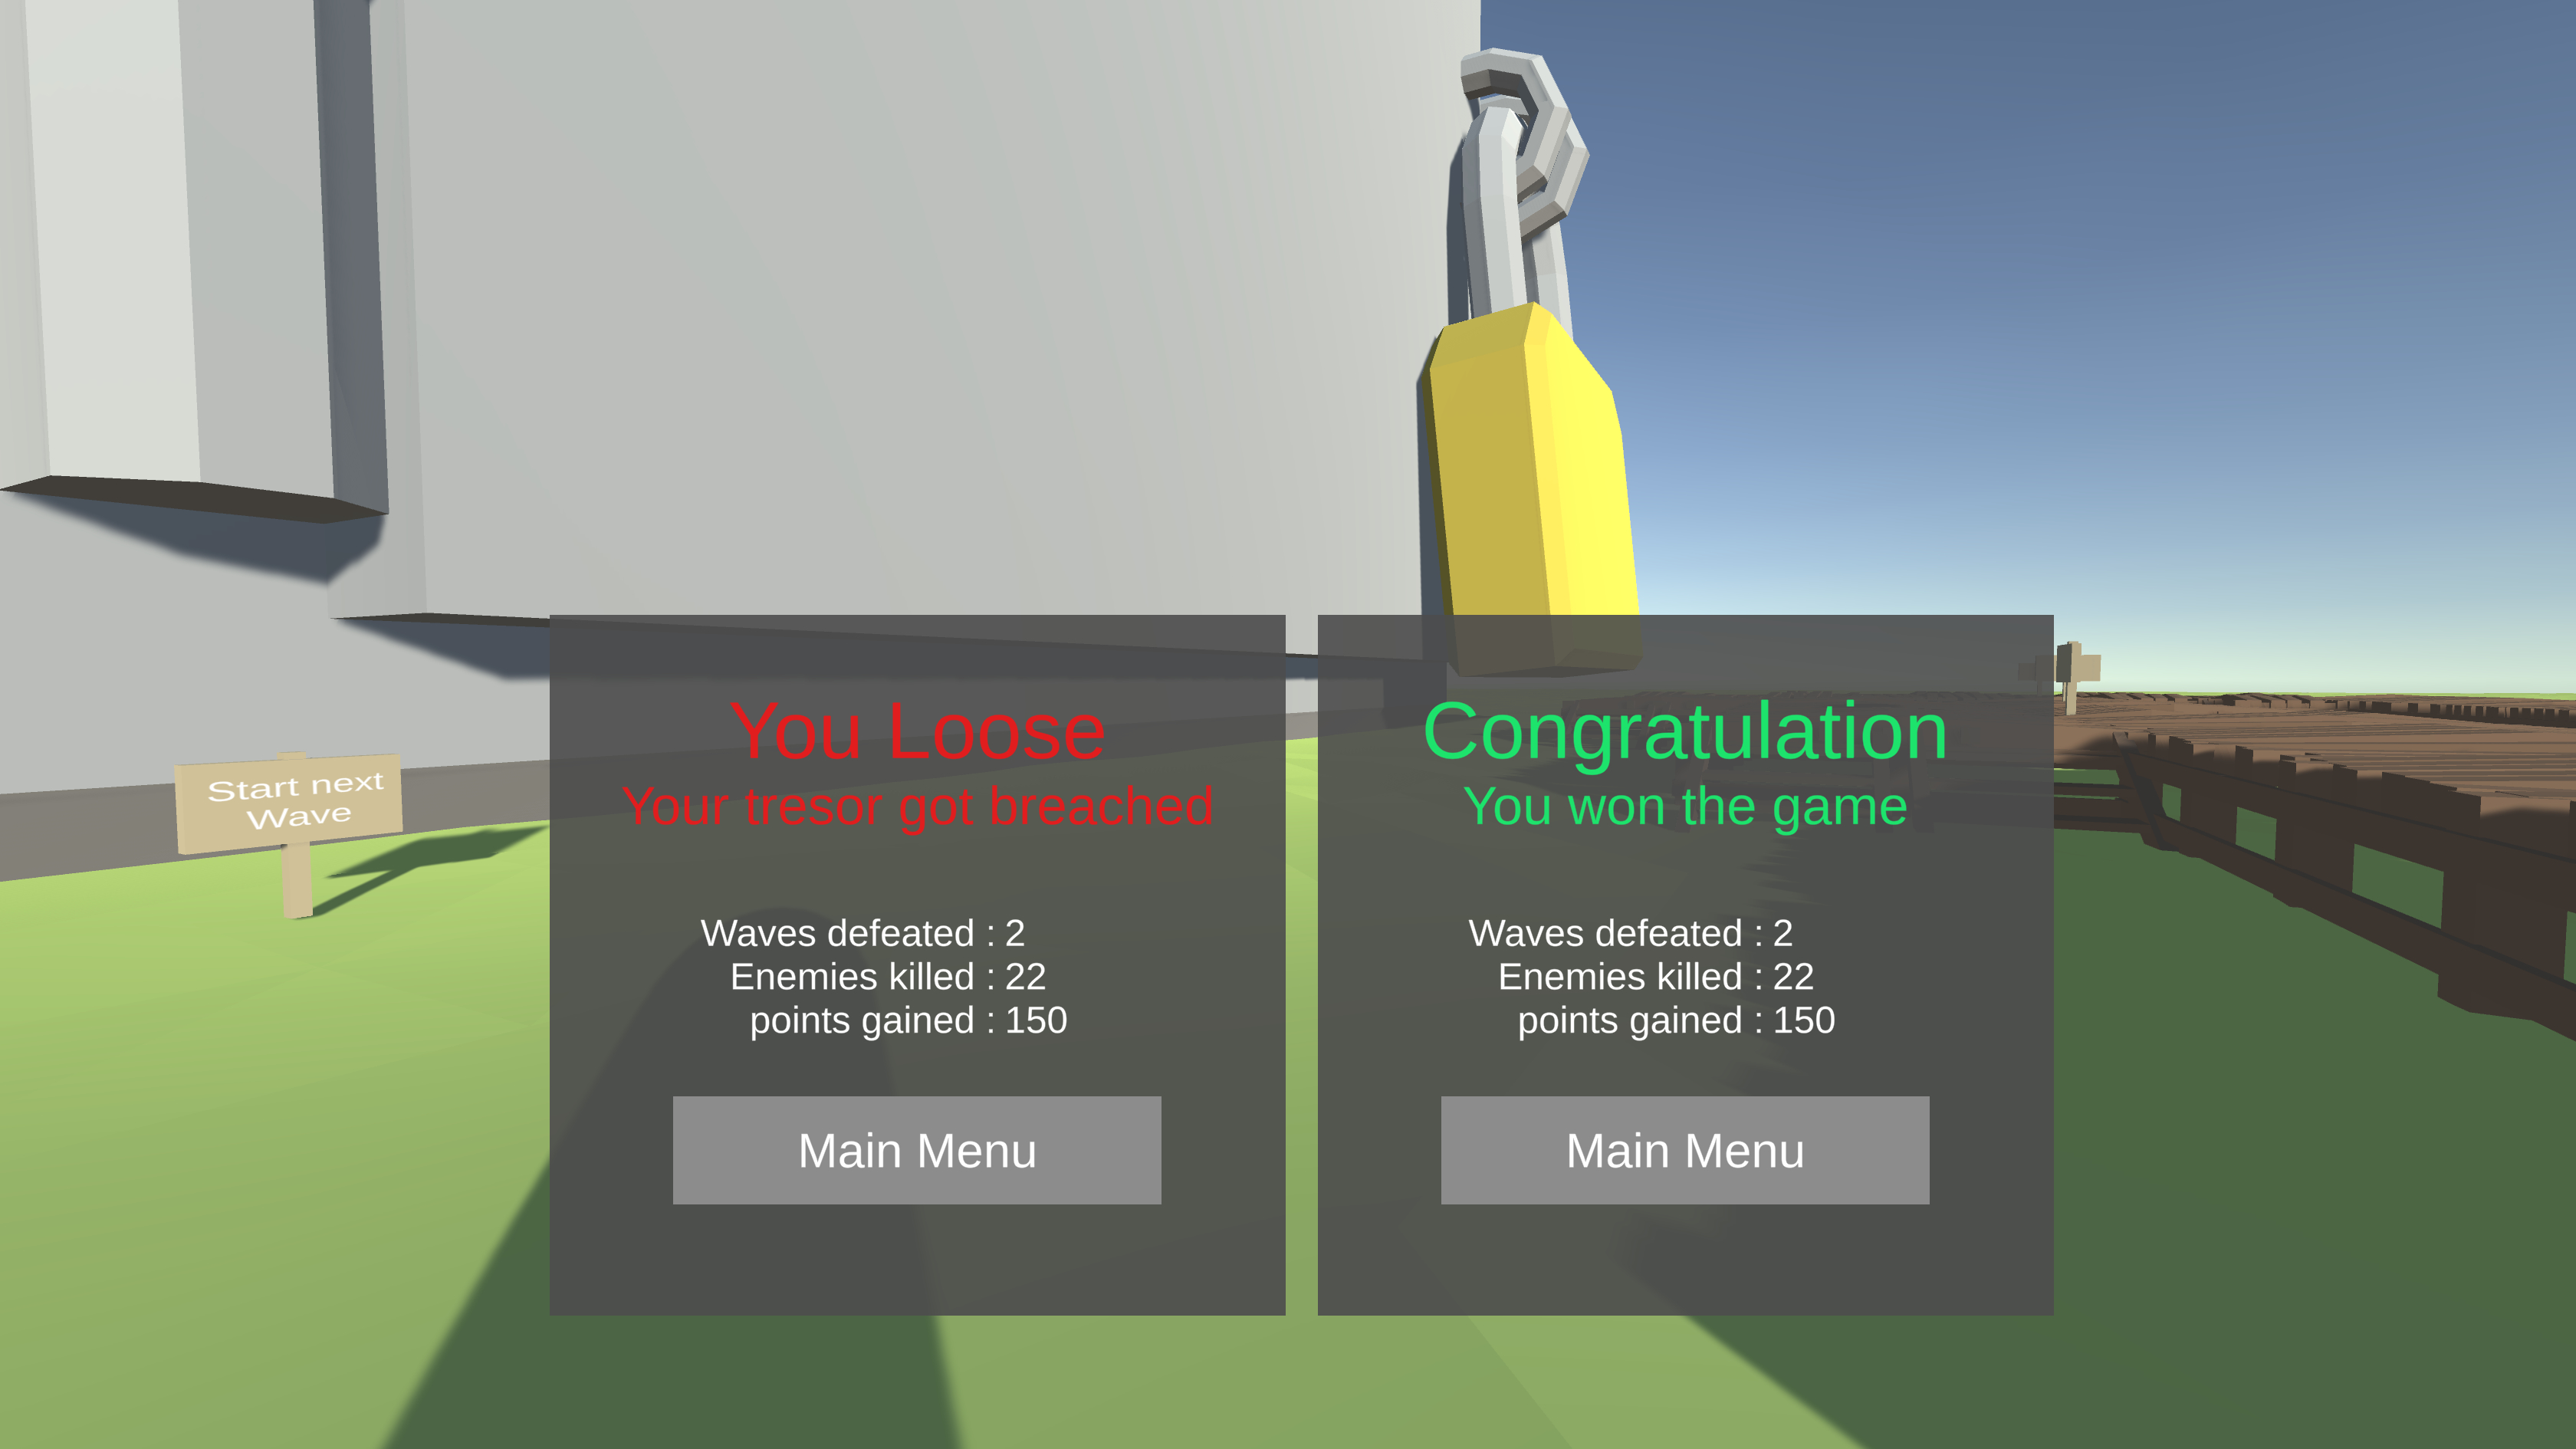 Start next
Wave
You Loose
Your tresor got breached
Waves defeated : 2
Enemies killed : 22
points gained : 150
Main Menu
Congratulation
You won the game
Waves defeated : 2
Enemies killed : 22
points gained : 150
Main Menu